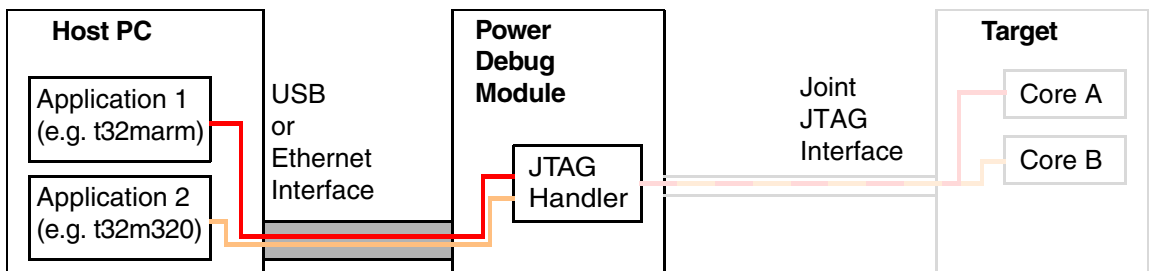 Host PC
Application 1
(e.g. t32marm)
Application 2
(e.g. t32m320)
USB
or
Ethernet
Interface
Power
Debug
Module
JTAG
Handler
Joint
JTAG
Interface
Target
Core A
Core B